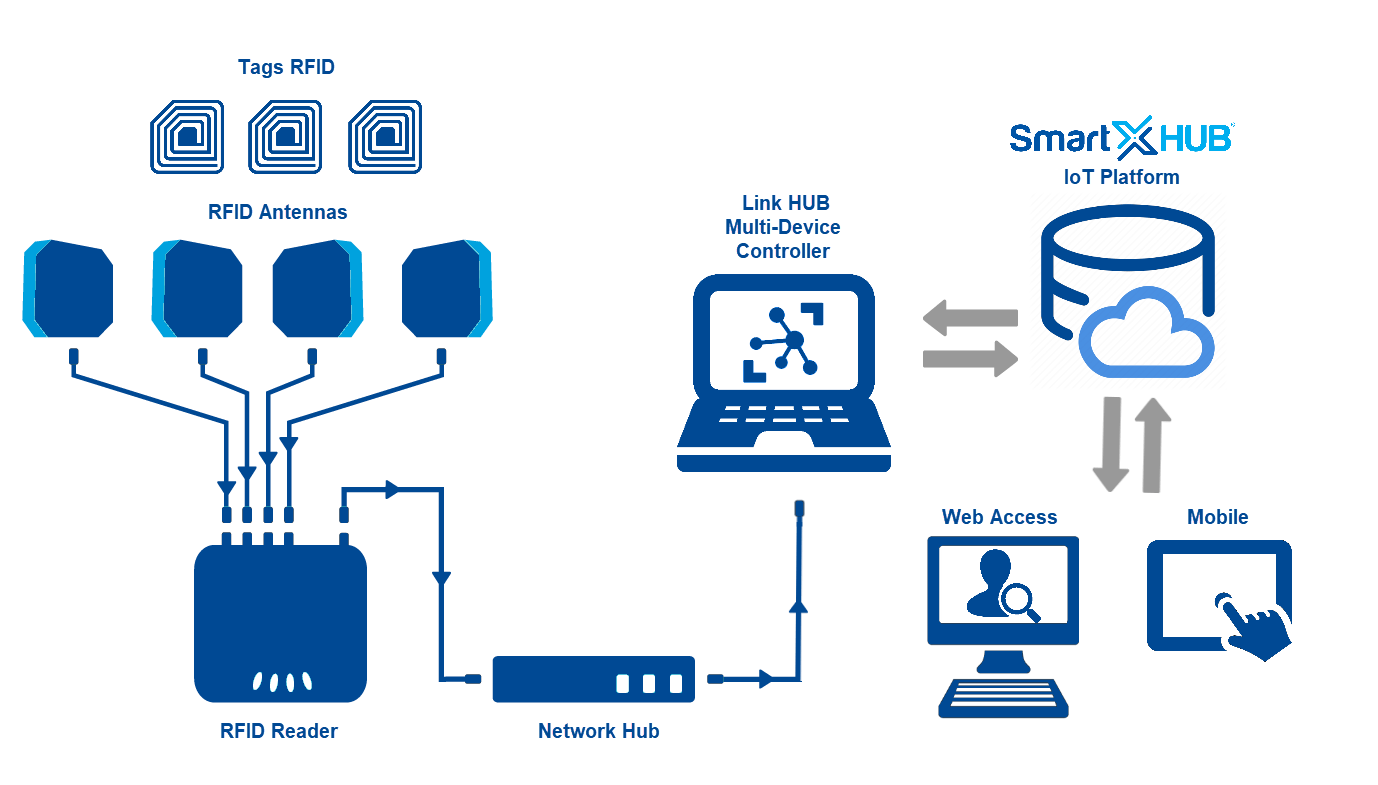 Tags RFID
RFID Antennas
SmartXHUB
IoT Platform
Link HUB
Multi-Device
Controller
Web Access
Mobile
RFID Reader
Network Hub